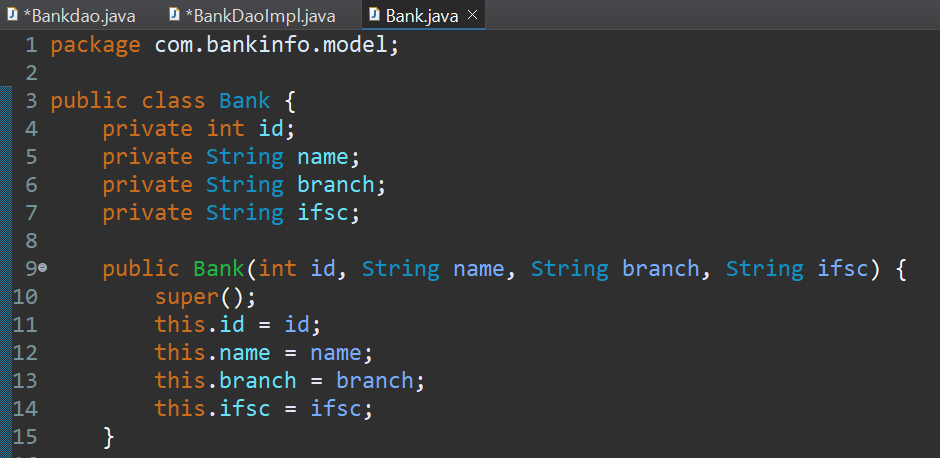 *Bankdao.java *BankDaoImpl.java Bank.java
1 package com.bankinfo.model;
2
3 public class Bank {
4     private int id;
5     private String name;
6     private String branch;
7     private String ifsc;
8
9     public Bank(int id, String name, String branch, String ifsc) {
10         super();
11         this.id = id;
12         this.name = name;
13         this.branch = branch;
14         this.ifsc = ifsc;
15     }